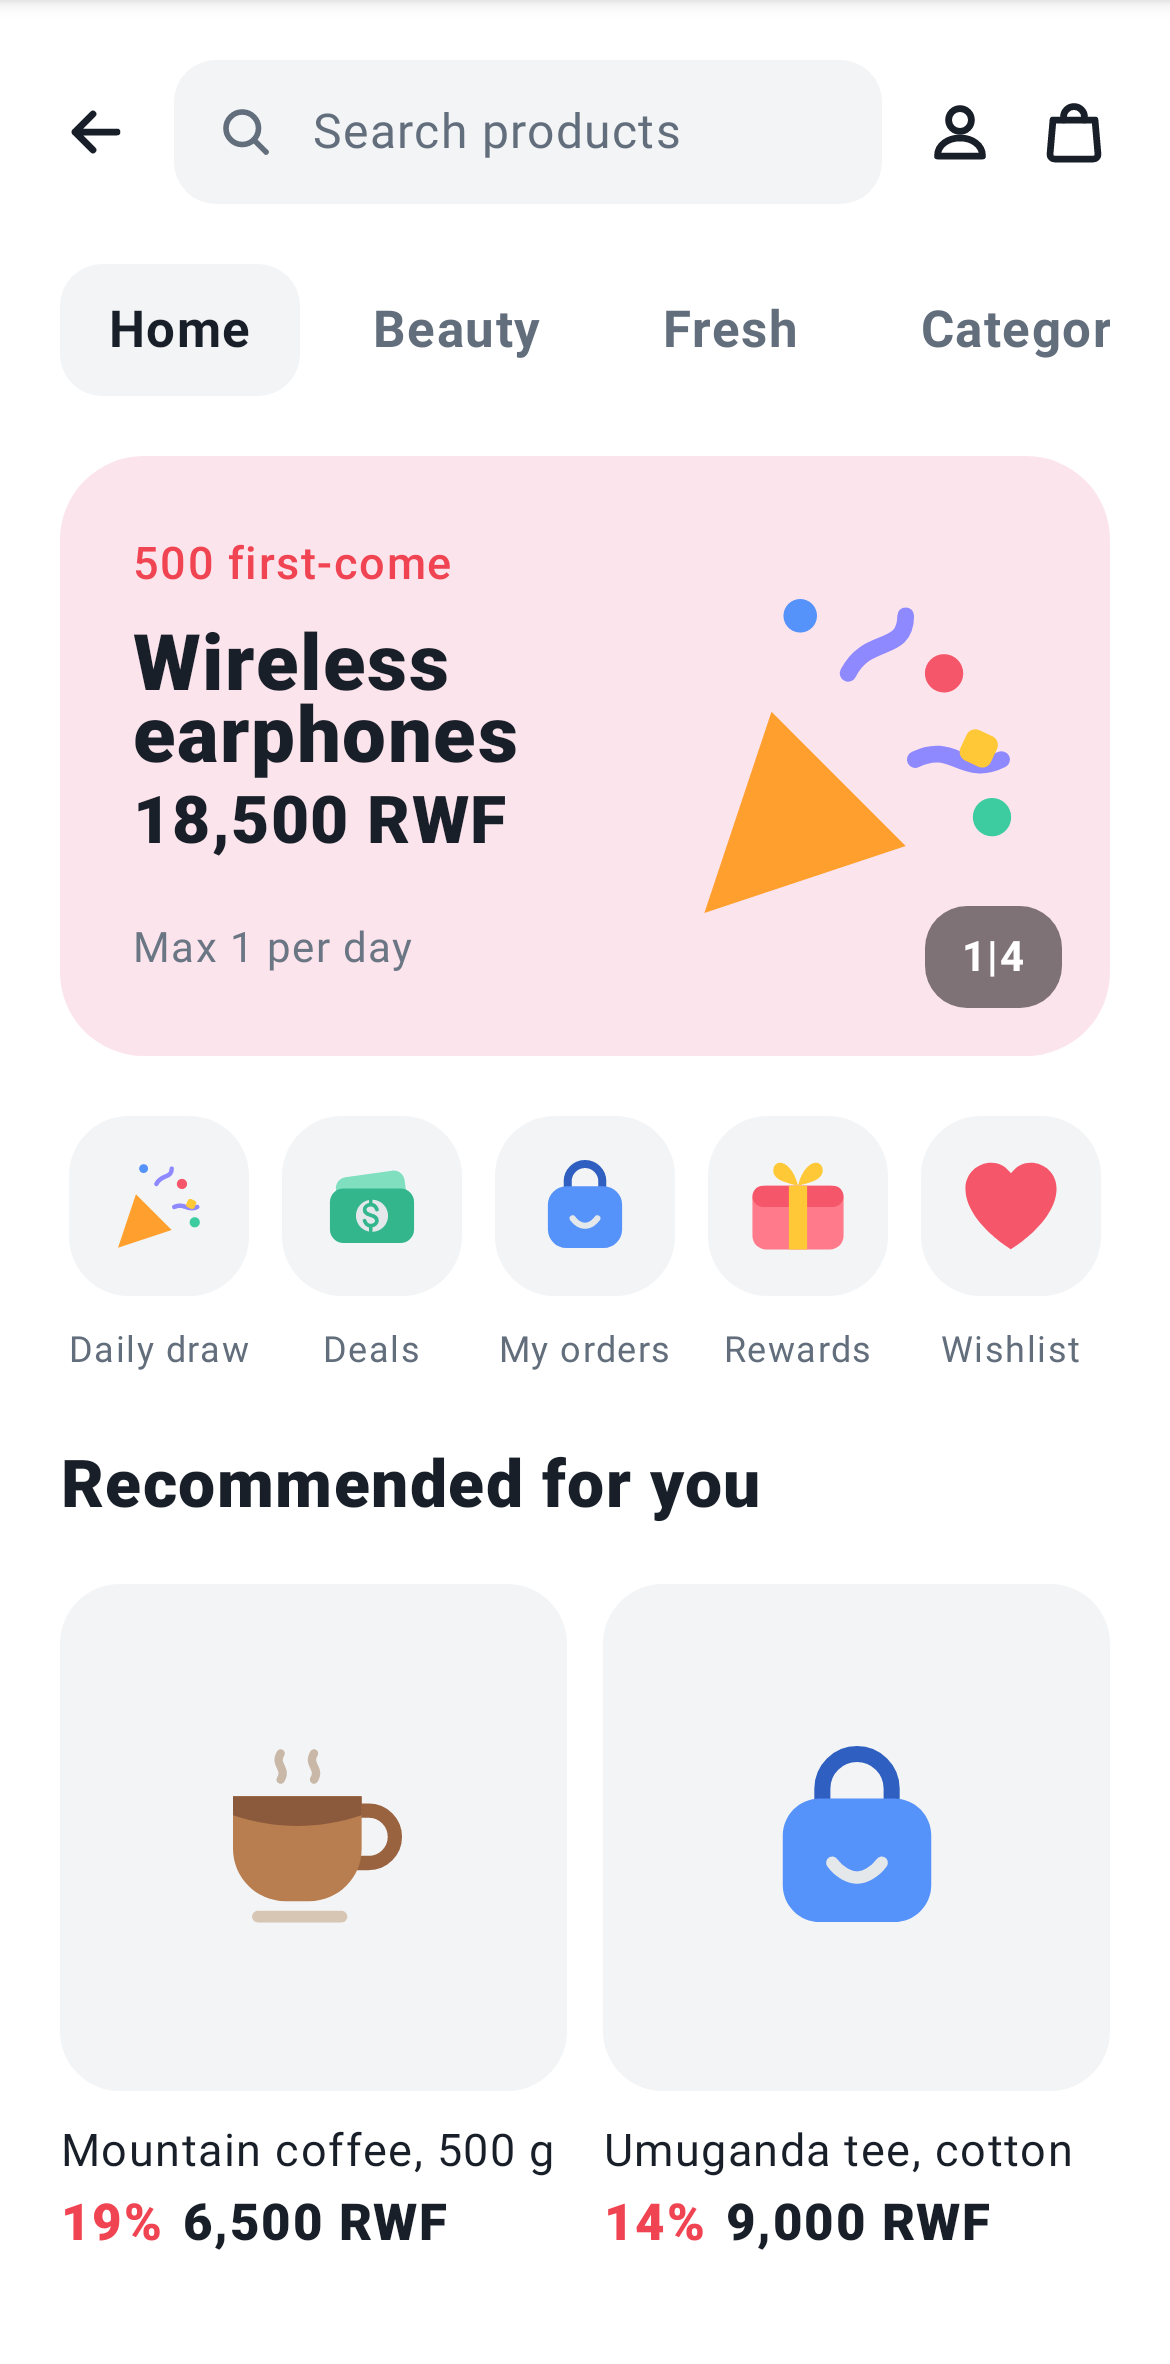 Search products
Home Beauty Fresh Categor
500 first-come
Wireless
earphones
18,500 RWF
Max 1 per day
1|4
Daily draw Deals My orders Rewards Wishlist
Recommended for you
Mountain coffee, 500 g
19% 6,500 RWF
Umuganda tee, cotton
14% 9,000 RWF